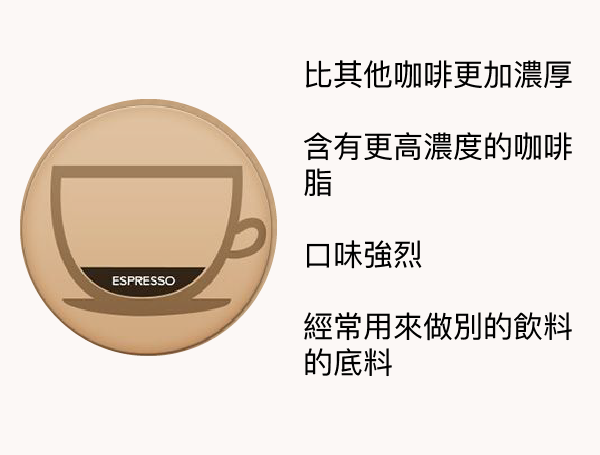 比其他咖啡更加濃厚
含有更高濃度的咖啡
脂
口味強烈
經常用來做別的飲料
的底料
ESPRESSO